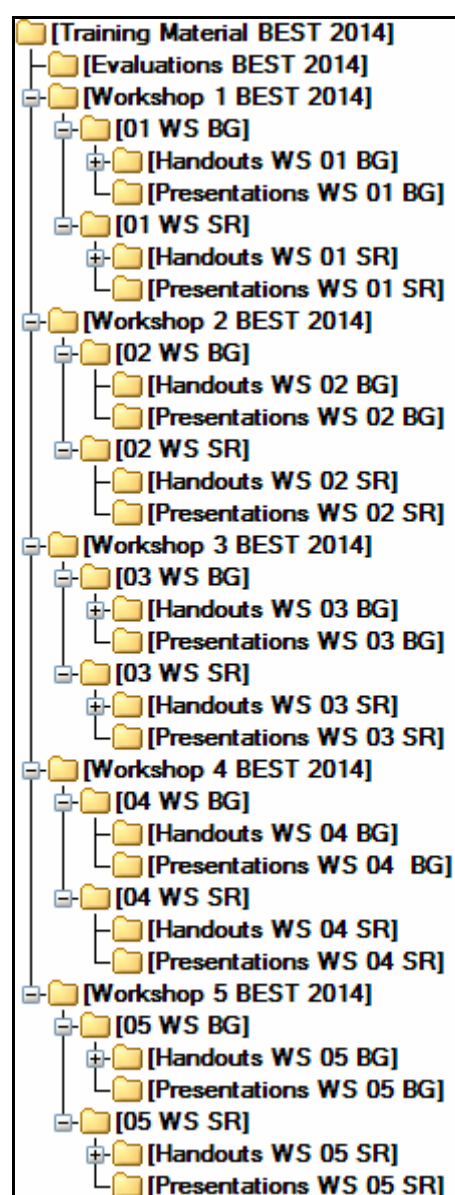 [Training Material BEST 2014]
[Evaluations BEST 2014]
[Workshop 1 BEST 2014]
[01 WS BG]
[Handouts WS 01 BG]
[Presentations WS 01 BG]
[01 WS SR]
[Handouts WS 01 SR]
[Presentations WS 01 SR]
[Workshop 2 BEST 2014]
[02 WS BG]
[Handouts WS 02 BG]
[Presentations WS 02 BG]
[02 WS SR]
[Handouts WS 02 SR]
[Presentations WS 02 SR]
[Workshop 3 BEST 2014]
[03 WS BG]
[Handouts WS 03 BG]
[Presentations WS 03 BG]
[03 WS SR]
[Handouts WS 03 SR]
[Presentations WS 03 SR]
[Workshop 4 BEST 2014]
[04 WS BG]
[Handouts WS 04 BG]
[Presentations WS 04  BG]
[04 WS SR]
[Handouts WS 04 SR]
[Presentations WS 04 SR]
[Workshop 5 BEST 2014]
[05 WS BG]
[Handouts WS 05 BG]
[Presentations WS 05 BG]
[05 WS SR]
[Handouts WS 05 SR]
[Presentations WS 05 SR]